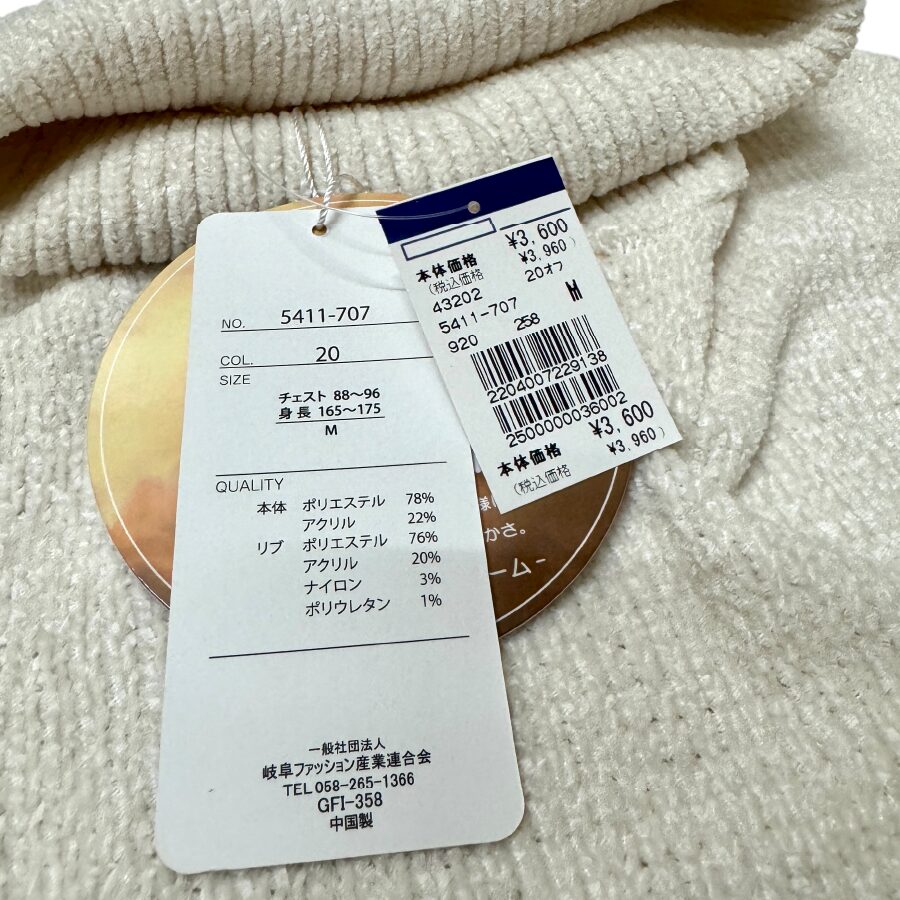 NO. 5411-707
COL. 20
SIZE
チェスト 88〜96
身長 165〜175
M
QUALITY
本体 ポリエステル 78%
アクリル 22%
リブ ポリエステル 76%
アクリル 20%
ナイロン 3%
ポリウレタン 1%
一般社団法人
岐阜ファッション産業連合会
TEL 058-265-1366
GFI-358
中国製
本体価格 ¥3,600
(税込価格 ¥3,960)
43202 20オフ
5411-707 M
920 258
2204007229138
2500000036002
本体価格 ¥3,600
(税込価格 ¥3,960)
かさ。
ーム-